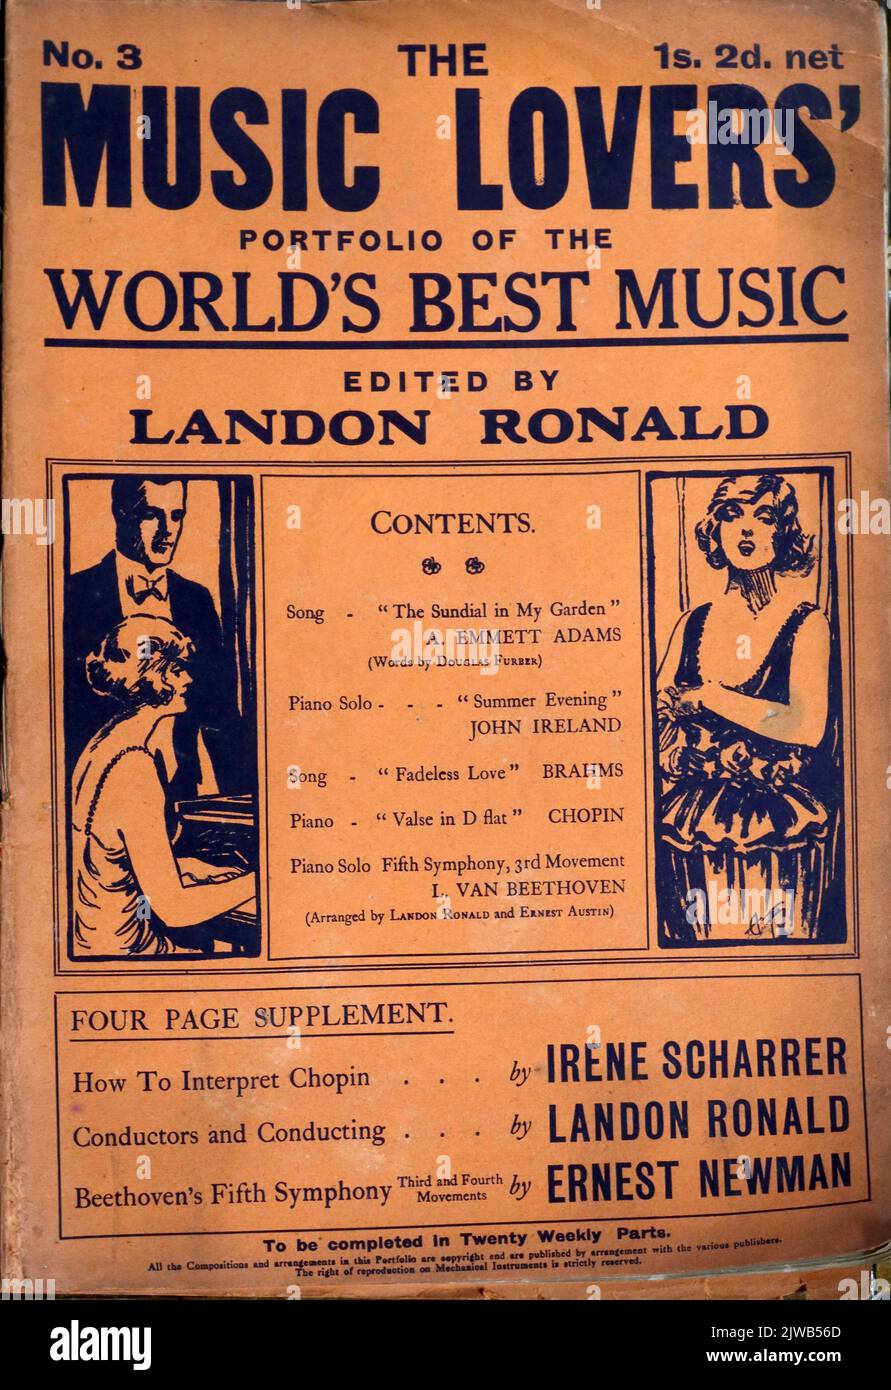 No. 3 THE 1s. 2d. net
MUSIC LOVERS'
PORTFOLIO OF THE
WORLD'S BEST MUSIC
EDITED BY
LANDON RONALD
CONTENTS.
Song - "The Sundial in My Garden"
A. EMMETT ADAMS
(Words by DOUGLAS FURBER)
Piano Solo - - - "Summer Evening"
JOHN IRELAND
Song - "Fadeless Love" BRAHMS
Piano - "Valse in D flat" CHOPIN
Piano Solo Fifth Symphony, 3rd Movement
L. VAN BEETHOVEN
(Arranged by LANDON RONALD and ERNEST AUSTIN)
FOUR PAGE SUPPLEMENT.
How To Interpret Chopin . . . by IRENE SCHARRER
Conductors and Conducting . . . by LANDON RONALD
Beethoven's Fifth Symphony Third and Fourth Movements by ERNEST NEWMAN
To be completed in Twenty Weekly Parts.
All the Compositions and arrangements in this Portfolio are copyright and are published by arrangement with the various publishers.
The right of reproduction on Mechanical Instruments is strictly reserved.
alamy
Image ID: 2JWB56D
www.alamy.com